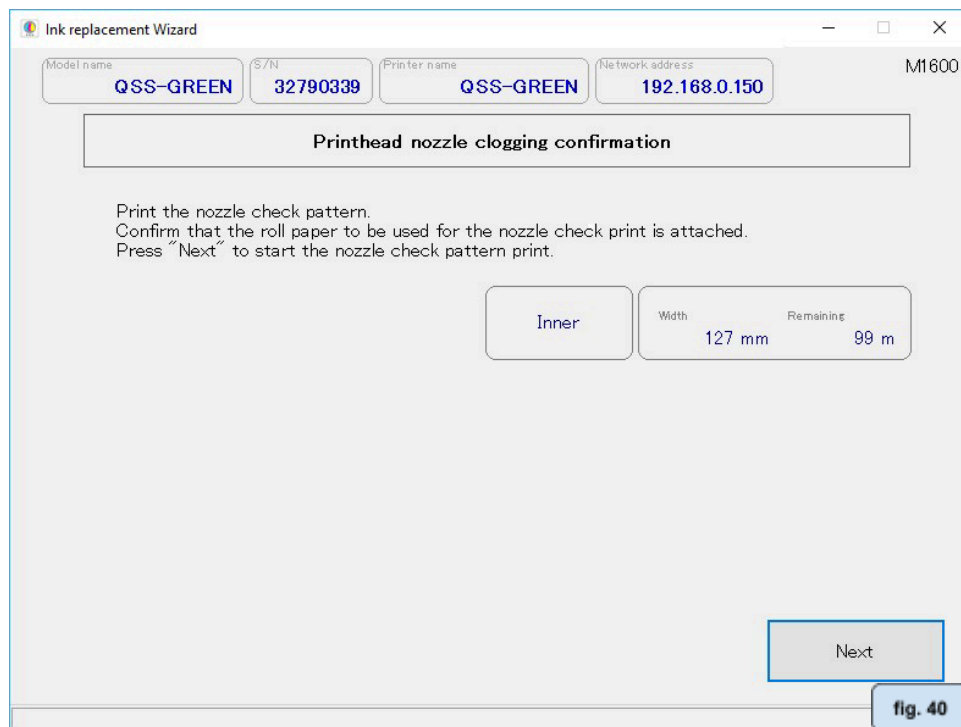 Ink replacement Wizard
Model name S/N Printer name Network address M1600
QSS-GREEN 32790339 QSS-GREEN 192.168.0.150
Printhead nozzle clogging confirmation
Print the nozzle check pattern.
Confirm that the roll paper to be used for the nozzle check print is attached.
Press "Next" to start the nozzle check pattern print.
Inner Width Remaining
127 mm 99 m
Next
fig. 40